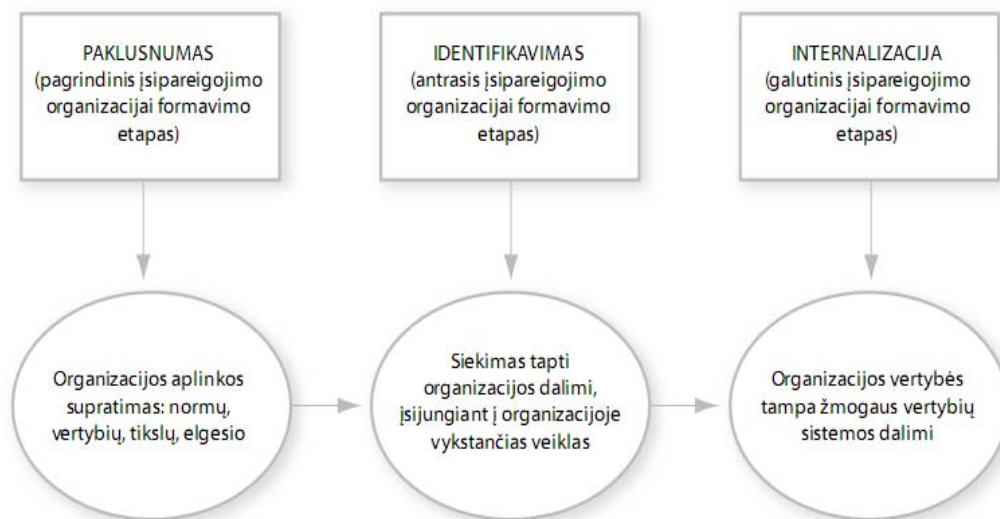 PAKLUSNUMAS
(pagrindinis įsipareigojimo
organizacijai formavimo
etapas)
IDENTIFIKAVIMAS
(antrasis įsipareigojimo
organizacijai formavimo
etapas)
INTERNALIZACIJA
(galutinis įsipareigojimo
organizacijai formavimo
etapas)
Organizacijos aplinkos
supratimas: normų,
vertybių, tikslų, elgesio
Siekimas tapti
organizacijos dalimi,
įsijungiant į organizacijoje
vykstančias veiklas
Organizacijos vertybės
tampa žmogaus vertybių
sistemos dalimi